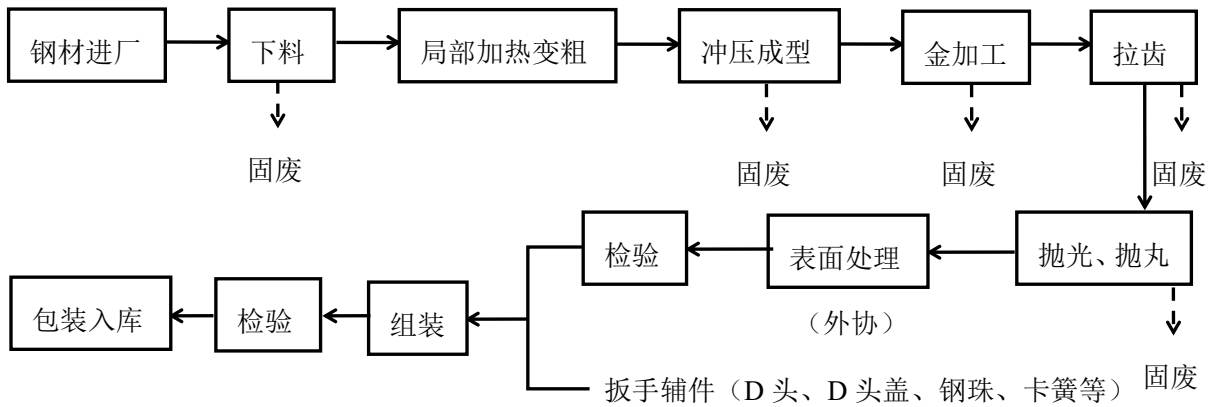 钢材进厂
下料
局部加热变粗
冲压成型
金加工
拉齿
固废
固废
固废
固废
检验
表面处理
抛光、抛丸
包装入库
检验
组装
（外协）
固废
扳手辅件（D 头、D 头盖、钢珠、卡簧等）